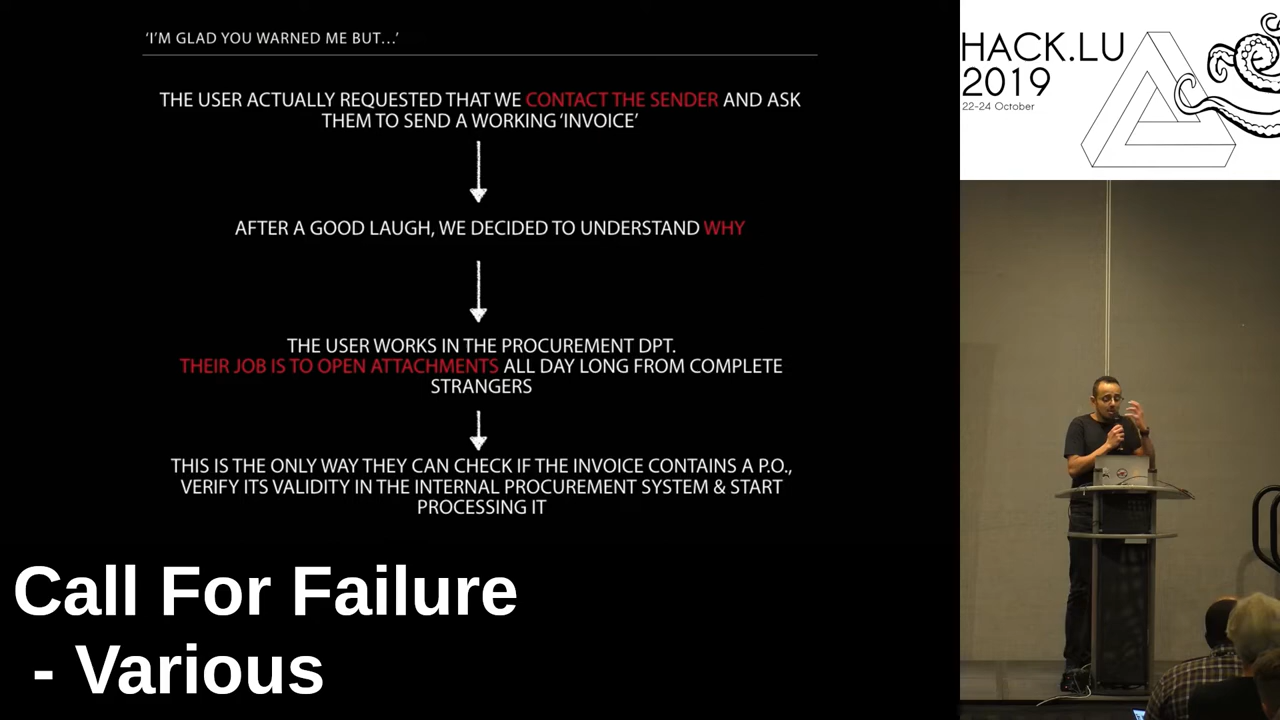 ‘I’M GLAD YOU WARNED ME BUT…’
THE USER ACTUALLY REQUESTED THAT WE CONTACT THE SENDER AND ASK
THEM TO SEND A WORKING ‘INVOICE’
AFTER A GOOD LAUGH, WE DECIDED TO UNDERSTAND WHY
THE USER WORKS IN THE PROCUREMENT DPT.
THEIR JOB IS TO OPEN ATTACHMENTS ALL DAY LONG FROM COMPLETE
STRANGERS
THIS IS THE ONLY WAY THEY CAN CHECK IF THE INVOICE CONTAINS A P.O.,
VERIFY ITS VALIDITY IN THE INTERNAL PROCUREMENT SYSTEM & START
PROCESSING IT
Call For Failure
- Various
HACK.LU
2019
22-24 October